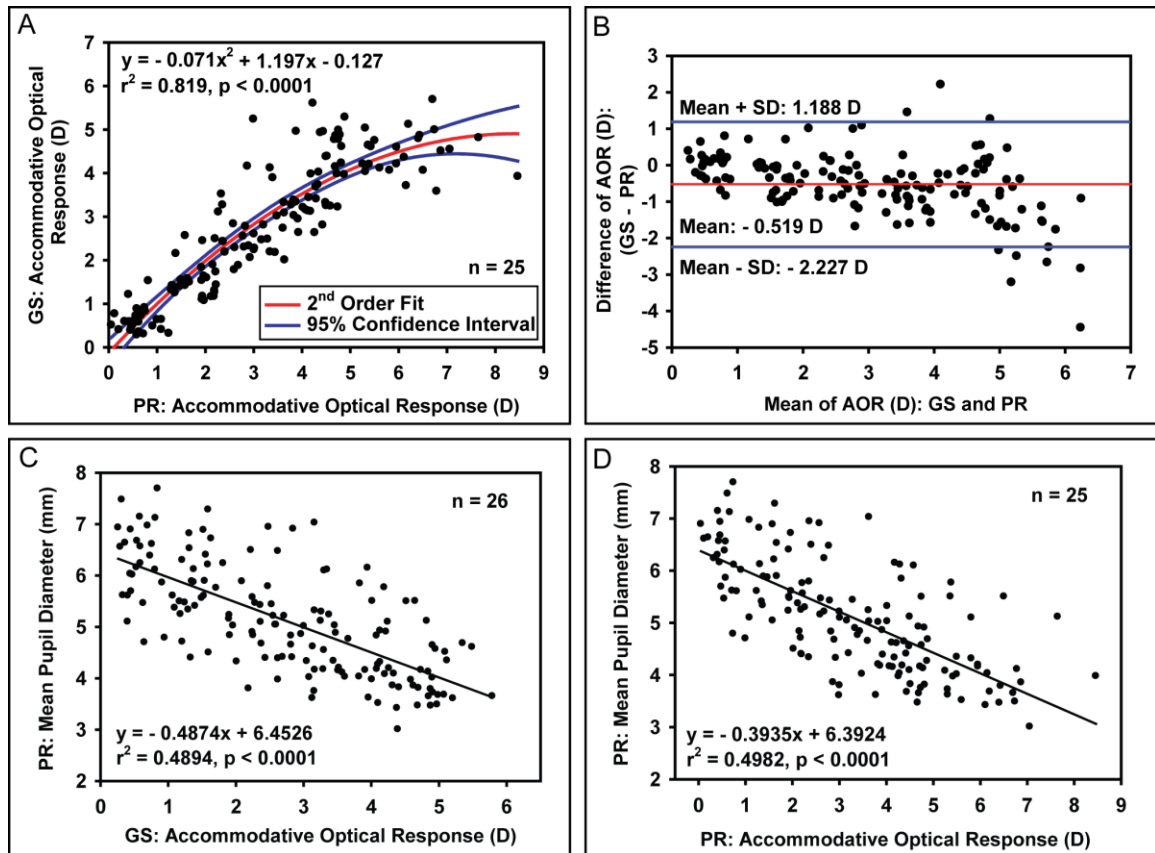 A
y = - 0.071x² + 1.197x - 0.127
r² = 0.819, p < 0.0001
7
6
5
4
3
2
1
0
GS: Accommodative Optical
Response (D)
n = 25
2nd Order Fit
95% Confidence Interval
0 1 2 3 4 5 6 7 8 9
PR: Accommodative Optical Response (D)
B
3
2
1
0
-1
-2
-3
-4
-5
Difference of AOR (D):
(GS - PR)
Mean + SD: 1.188 D
Mean: - 0.519 D
Mean - SD: - 2.227 D
0 1 2 3 4 5 6 7
Mean of AOR (D): GS and PR
C
8
7
6
5
4
3
2
PR: Mean Pupil Diameter (mm)
n = 26
y = - 0.4874x + 6.4526
r² = 0.4894, p < 0.0001
0 1 2 3 4 5 6
GS: Accommodative Optical Response (D)
D
8
7
6
5
4
3
2
PR: Mean Pupil Diameter (mm)
n = 25
y = - 0.3935x + 6.3924
r² = 0.4982, p < 0.0001
0 1 2 3 4 5 6 7 8 9
PR: Accommodative Optical Response (D)